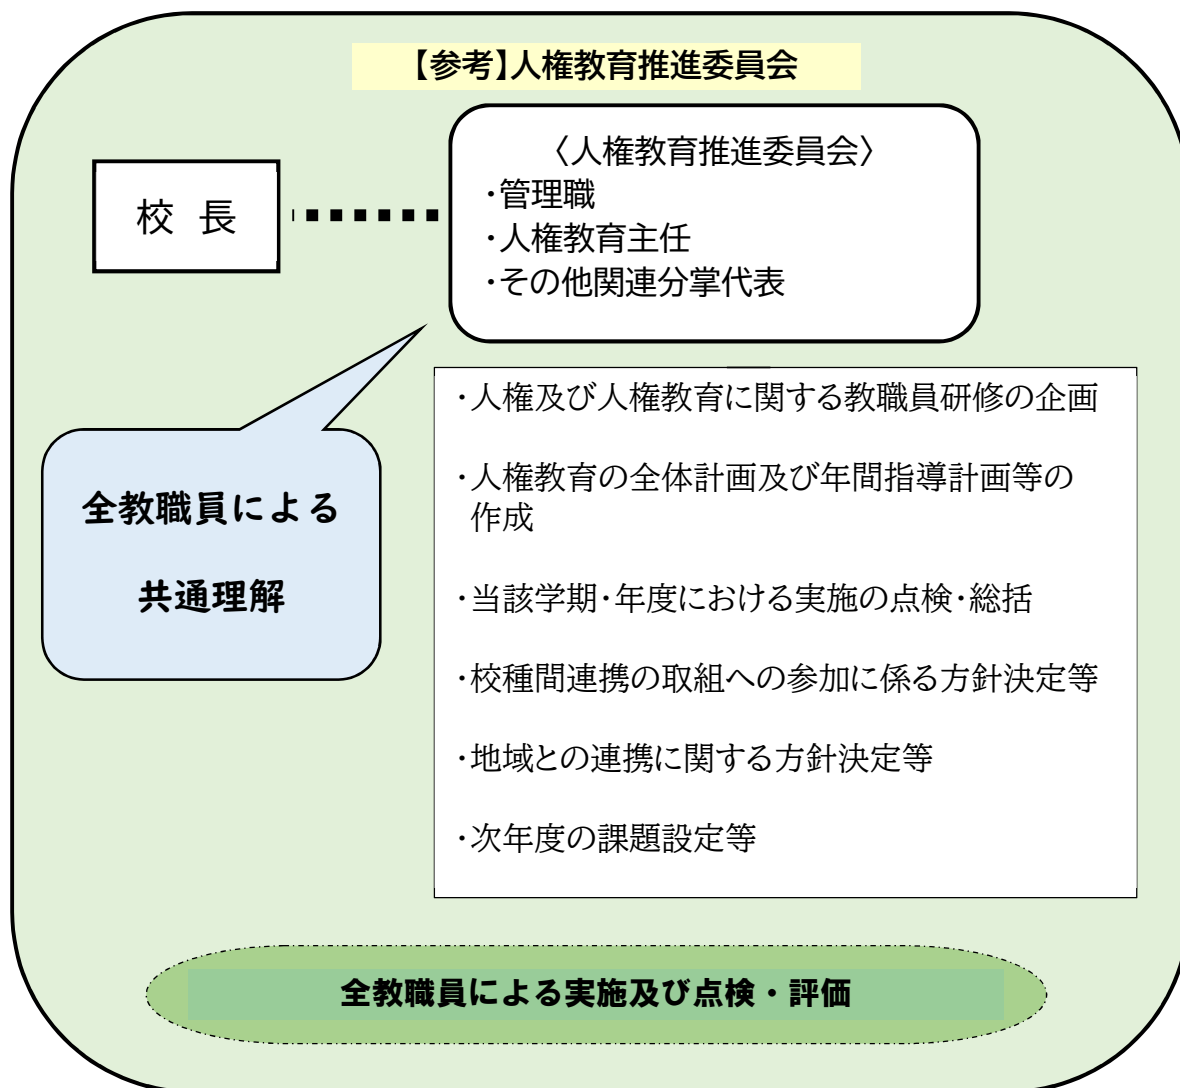 【参考】人権教育推進委員会
校 長
〈人権教育推進委員会〉
・管理職
・人権教育主任
・その他関連分掌代表
全教職員による
共通理解
・人権及び人権教育に関する教職員研修の企画
・人権教育の全体計画及び年間指導計画等の
作成
・当該学期・年度における実施の点検・総括
・校種間連携の取組への参加に係る方針決定等
・地域との連携に関する方針決定等
・次年度の課題設定等
全教職員による実施及び点検・評価